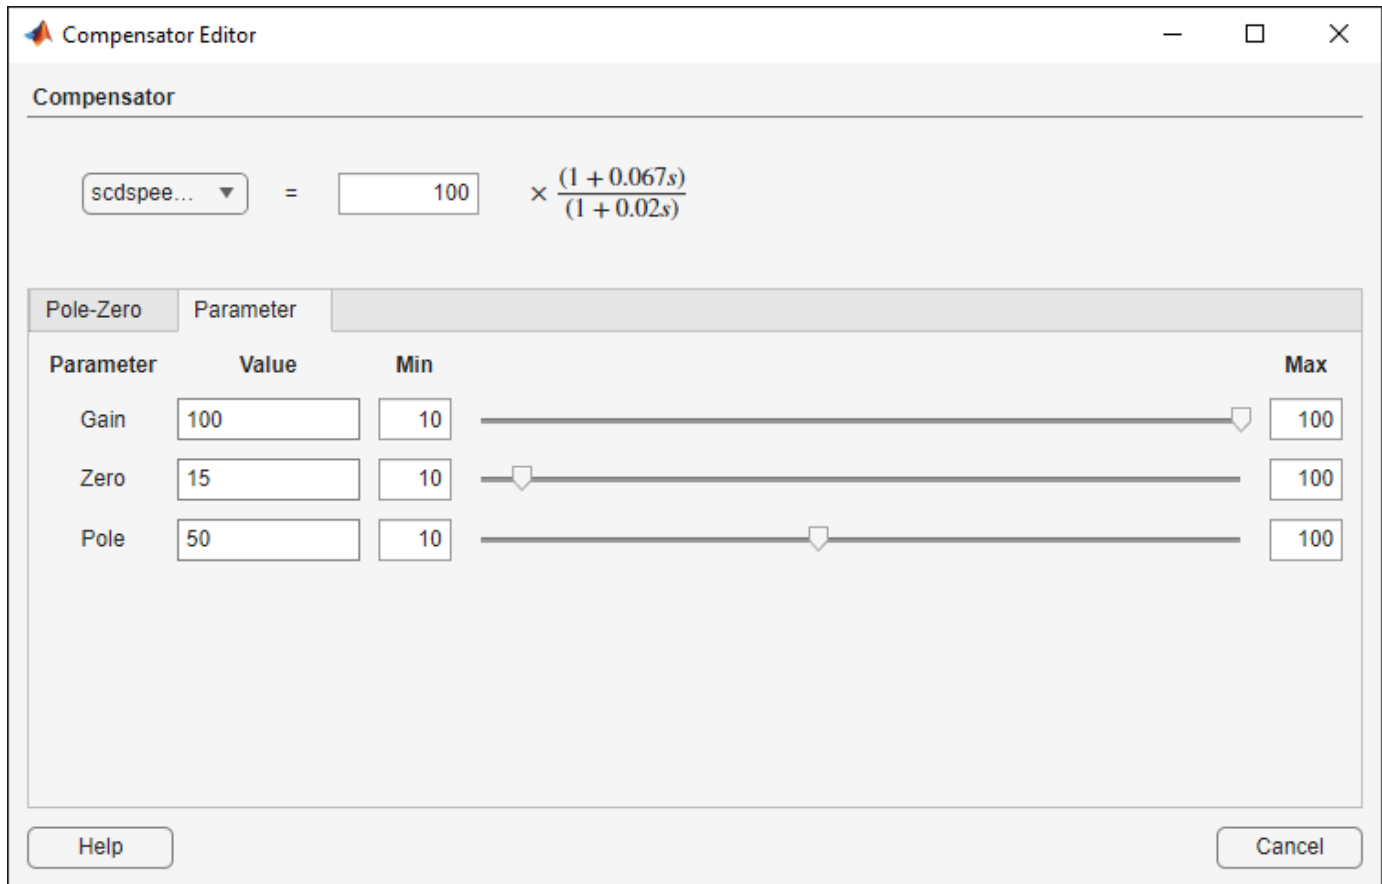 Compensator Editor
Compensator
scdspee... = 100 × (1 + 0.067s)
(1 + 0.02s)
Pole-Zero Parameter
Parameter Value Min Max
Gain 100 10 100
Zero 15 10 100
Pole 50 10 100
Help Cancel